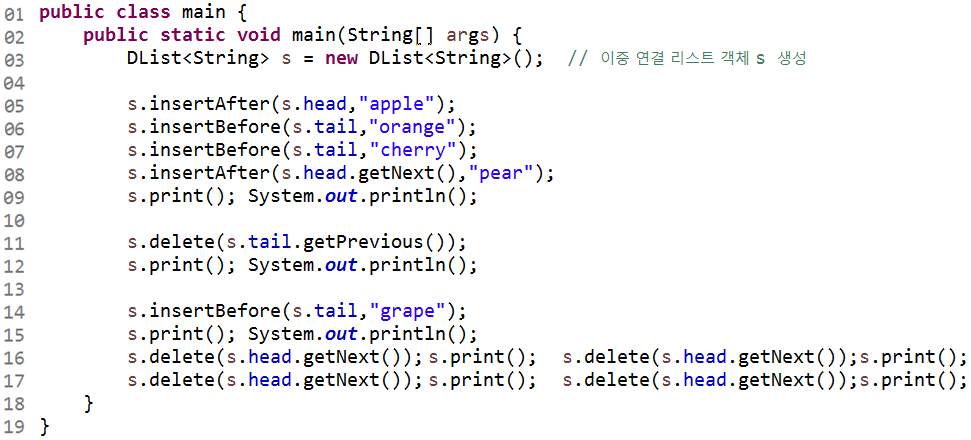 01 public class main {
02     public static void main(String[] args) {
03         DList<String> s = new DList<String>();  // 이중 연결 리스트 객체 s 생성
04
05         s.insertAfter(s.head,"apple");
06         s.insertBefore(s.tail,"orange");
07         s.insertBefore(s.tail,"cherry");
08         s.insertAfter(s.head.getNext(),"pear");
09         s.print(); System.out.println();
10
11         s.delete(s.tail.getPrevious());
12         s.print(); System.out.println();
13
14         s.insertBefore(s.tail,"grape");
15         s.print(); System.out.println();
16         s.delete(s.head.getNext()); s.print();  s.delete(s.head.getNext());s.print();
17         s.delete(s.head.getNext()); s.print();  s.delete(s.head.getNext());s.print();
18     }
19 }